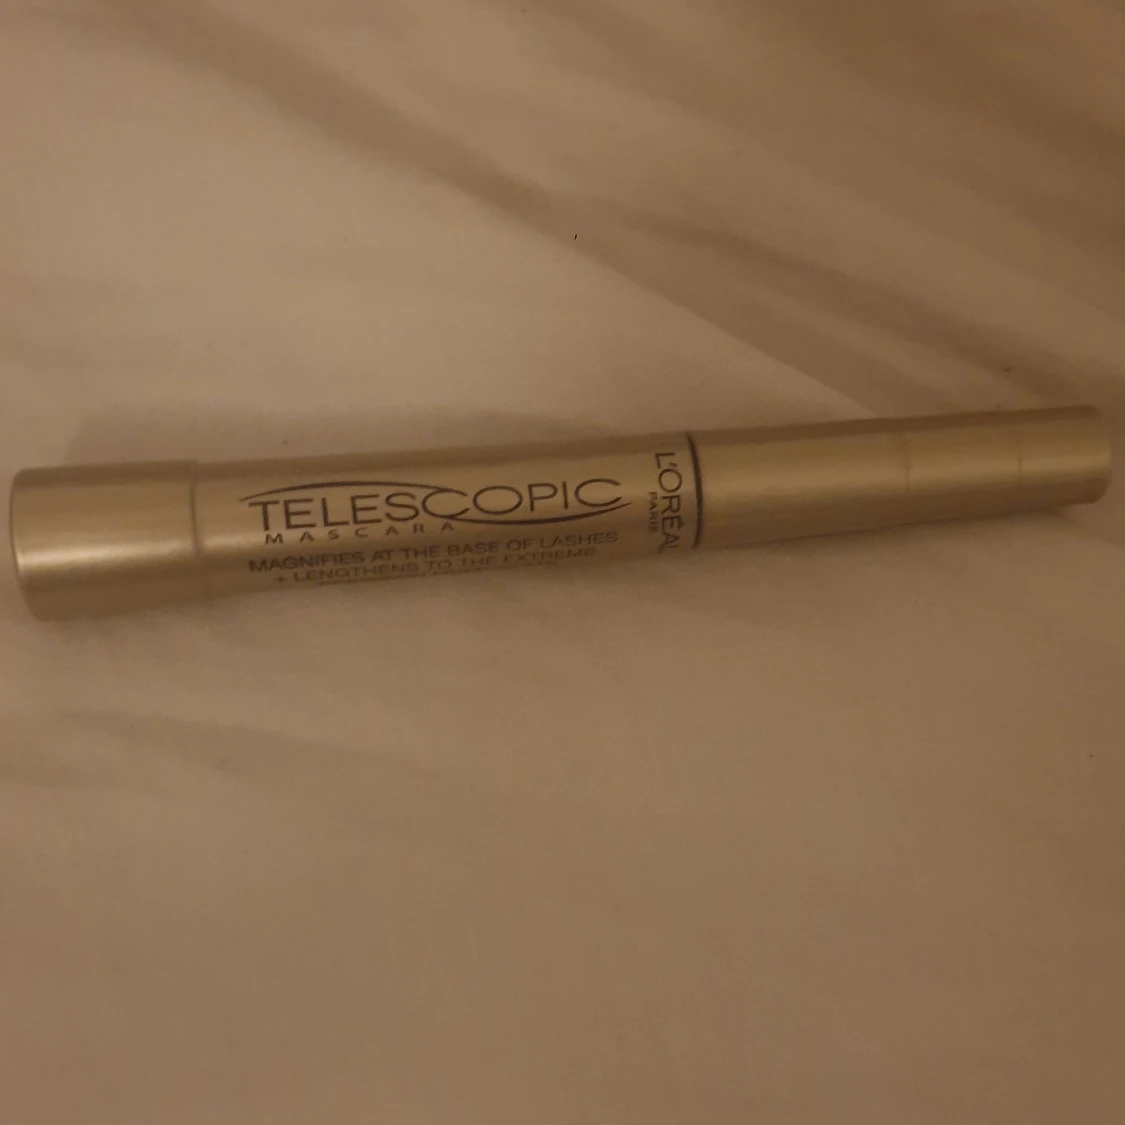 TELESCOPIC
MASCARA
MAGNIFIES AT THE BASE OF LASHES
+ LENGTHENS TO THE EXTREME
L'ORÉAL
PARIS